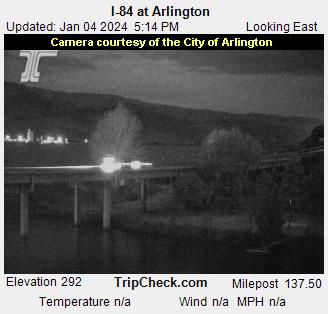 I-84 at Arlington
Updated: Jan 04 2024 5:14 PM Looking East
Camera courtesy of the City of Arlington
Elevation 292 TripCheck.com Milepost 137.50
Temperature n/a Wind n/a MPH n/a